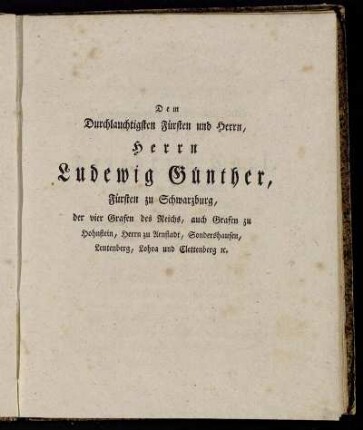 Dem
Durchlauchtigsten Fürsten und Herrn,
Herrn
Ludewig Günther,
Fürsten zu Schwarzburg,
der vier Grafen des Reichs, auch Grafen zu
Hohnstein, Herrn zu Arnstadt, Sondershausen,
Leutenberg, Lohra und Clettenberg ꝛc.